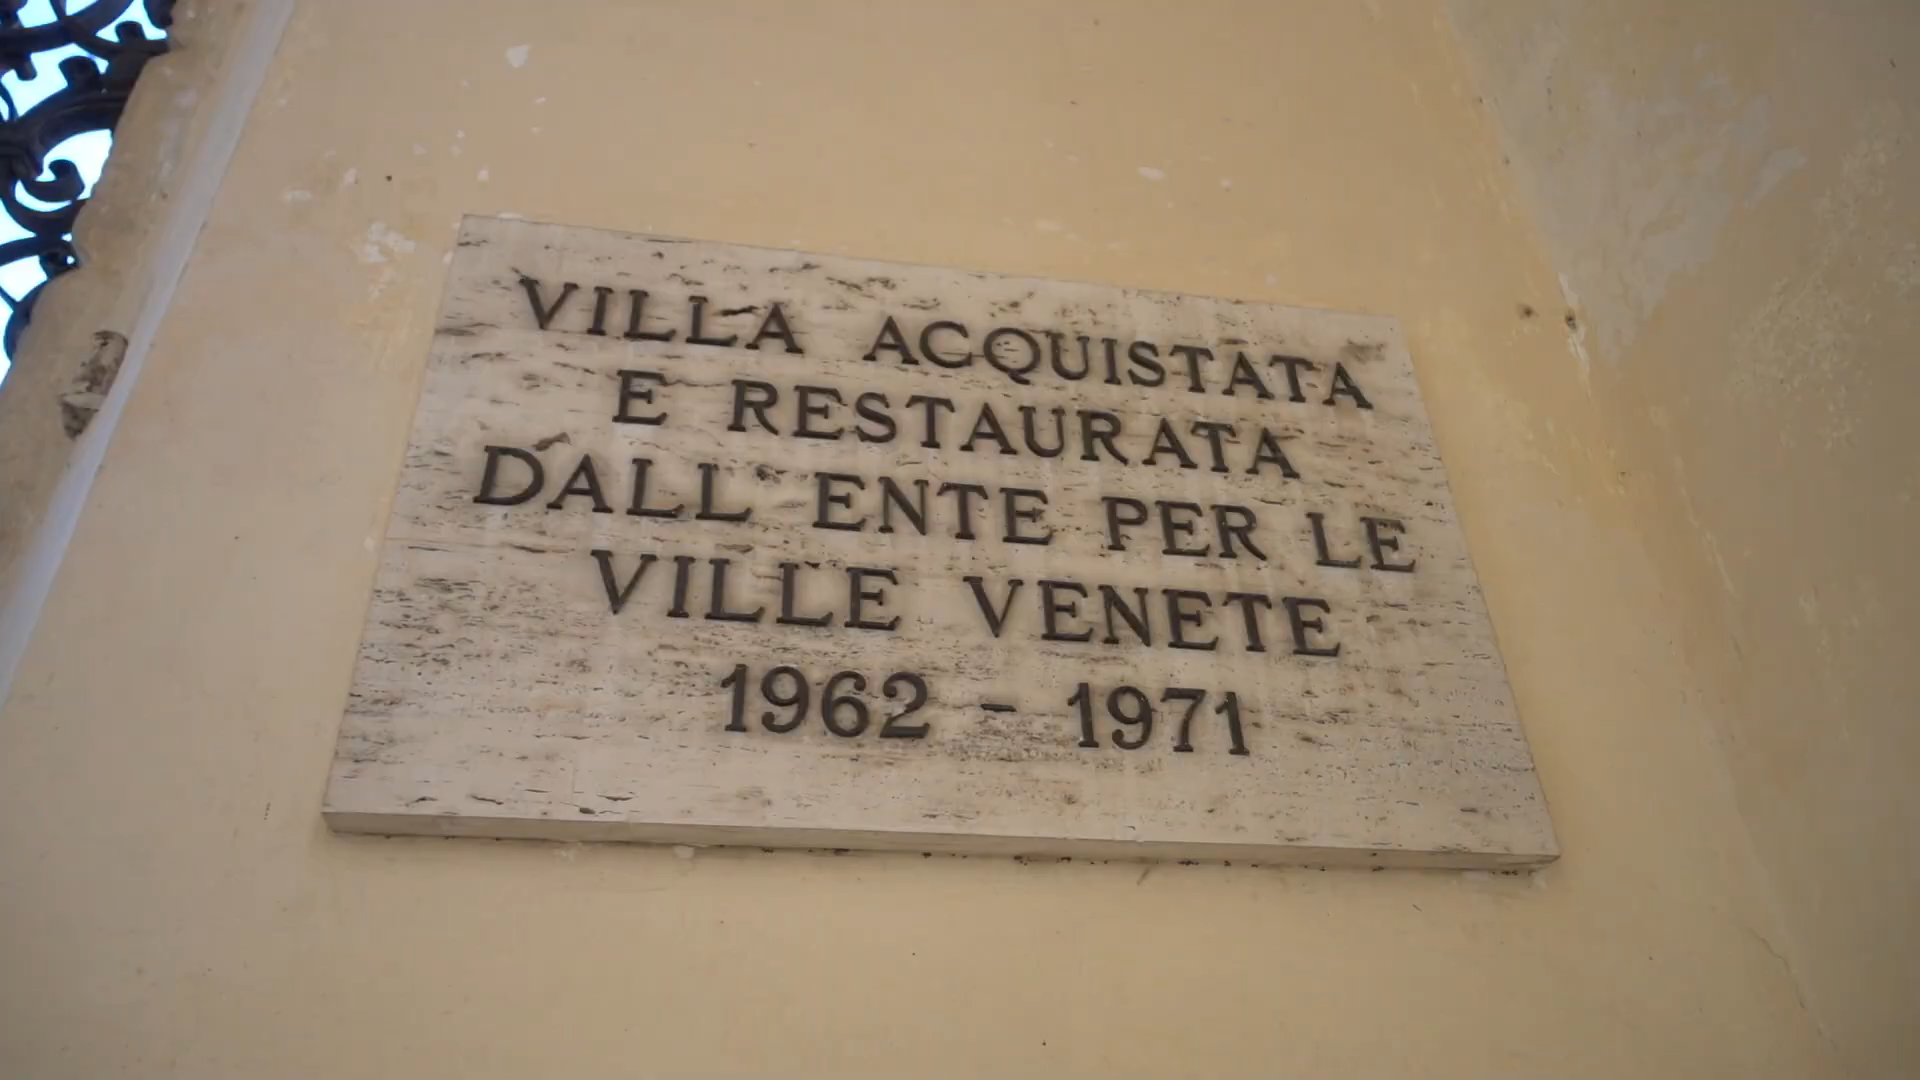 VILLA ACQUISTATA
E RESTAURATA
DALL' ENTE PER LE
VILLE VENETE
1962 - 1971